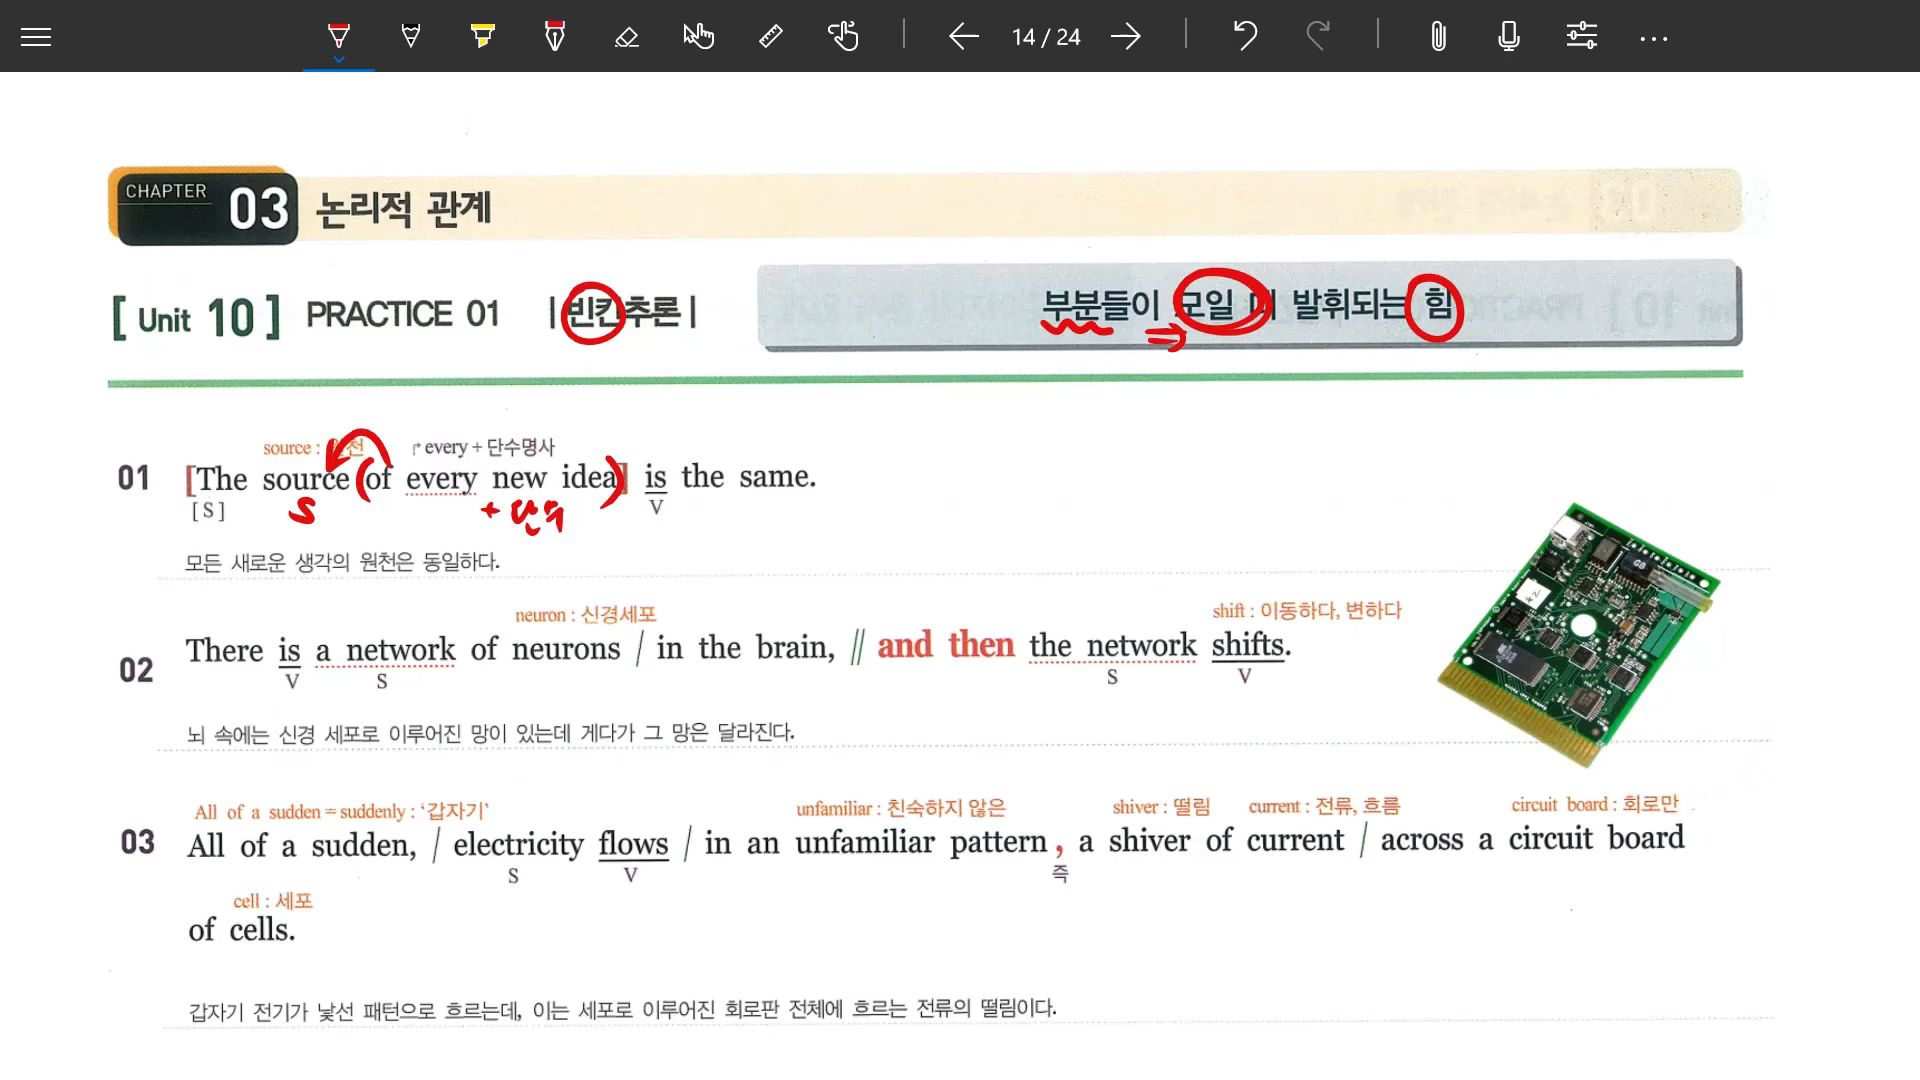 14 / 24
CHAPTER 03 논리적 관계
[ Unit 10 ] PRACTICE 01 | 빈칸추론 |
부분들이 모일 때 발휘되는 힘
source : 원천 every + 단수명사
01 [The source (of every new idea)] is the same.
[ S ] S + 단수 V
모든 새로운 생각의 원천은 동일하다.
neuron : 신경세포 shift : 이동하다, 변하다
02 There is a network of neurons / in the brain, // and then the network shifts.
V S S V
뇌 속에는 신경 세포로 이루어진 망이 있는데 게다가 그 망은 달라진다.
All of a sudden = suddenly : ‘갑자기’ unfamiliar : 친숙하지 않은 shiver : 떨림 current : 전류, 흐름 circuit board : 회로만
03 All of a sudden, / electricity flows / in an unfamiliar pattern , a shiver of current / across a circuit board
S V 즉
cell : 세포
of cells.
갑자기 전기가 낯선 패턴으로 흐르는데, 이는 세포로 이루어진 회로판 전체에 흐르는 전류의 떨림이다.